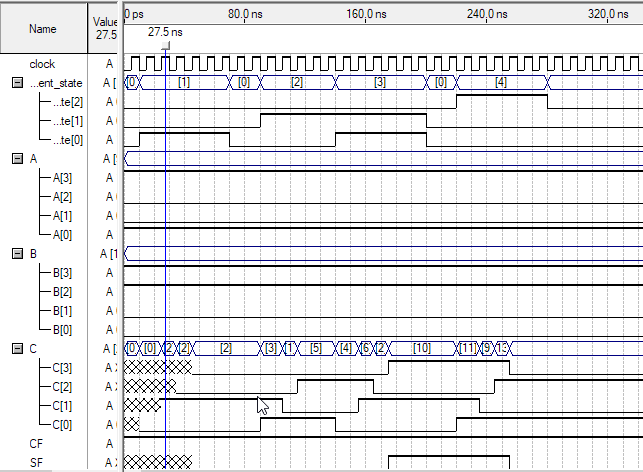 Name
Value
27.5
0 ps
80.0 ns
160.0 ns
240.0 ns
320.0 ns
27.5 ns
clock A
...ent_state A [ [0 [1] [0] [2] [3] [0] [4]
...te[2] A
...te[1] A
...te[0] A
A A [
A[3] A
A[2] A
A[1] A
A[0] A
B A [1
B[3] A
B[2] A
B[1] A
B[0] A
C A [ [0 [0] [2 [2] [2] [3] [1 [5] [4] [6 [2 [10] [11] [9 13
C[3] A X
C[2] A X
C[1] A
C[0] A
CF A
SF A X